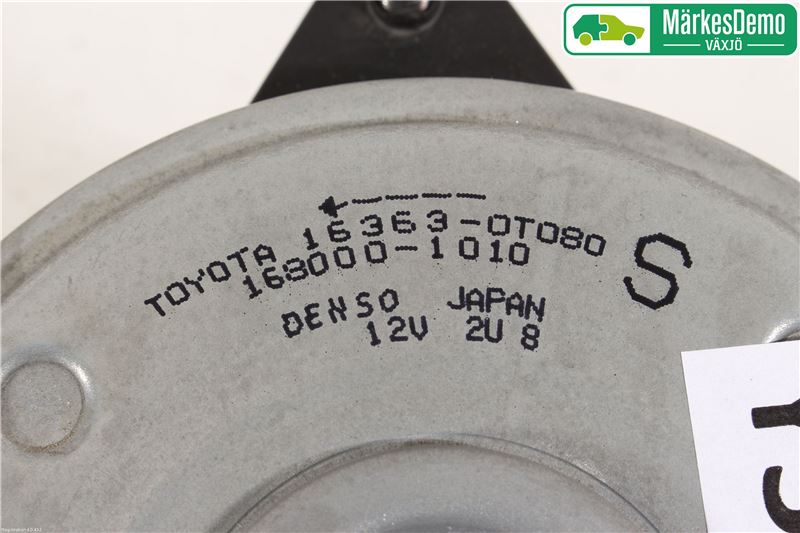 MärkesDemo
VÄXJÖ
TOYOTA 16363-0T080
168000-1010
S
DENSO JAPAN
12V 2U 8